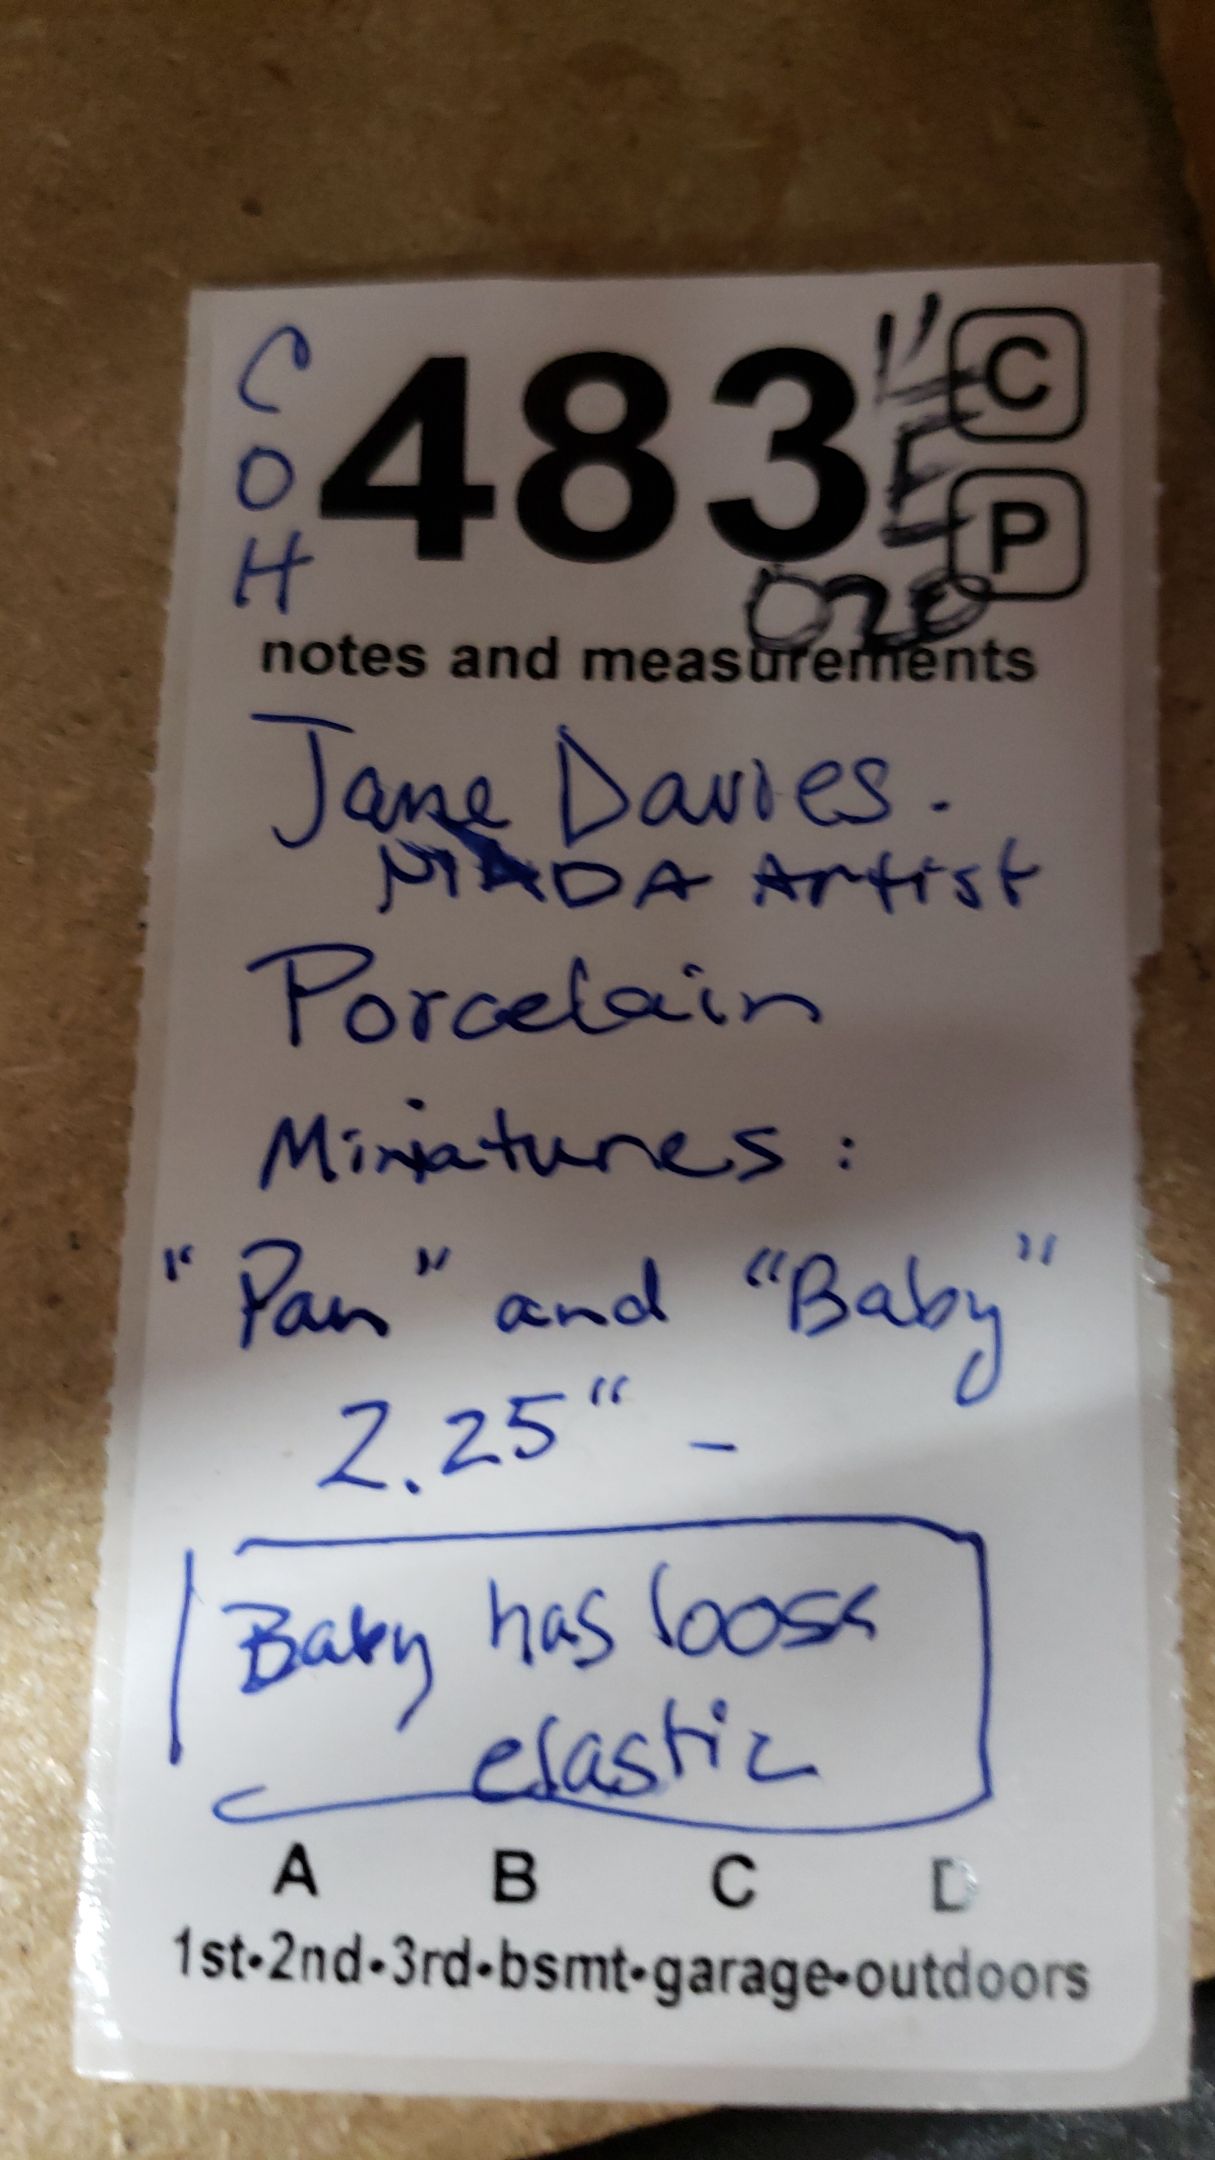 C
O
H
483
C
P
020
notes and measurements
Jane Davies.
Artist
Porcelain
Miniatures:
"Pan" and "Baby"
2.25" -
Baby has loose
elastic
A B C D
1st•2nd•3rd•bsmt•garage•outdoors